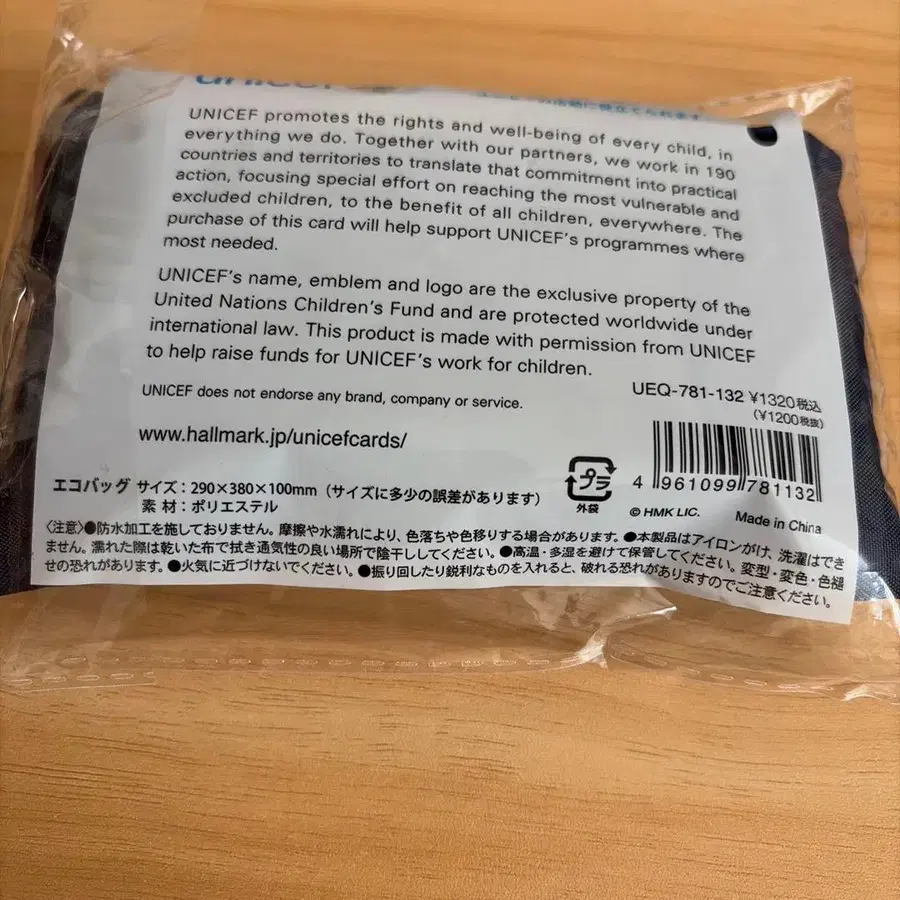 unicef
UNICEF promotes the rights and well-being of every child, in
everything we do. Together with our partners, we work in 190
countries and territories to translate that commitment into practical
action, focusing special effort on reaching the most vulnerable and
excluded children, to the benefit of all children, everywhere. The
purchase of this card will help support UNICEF's programmes where
most needed.
UNICEF's name, emblem and logo are the exclusive property of the
United Nations Children's Fund and are protected worldwide under
international law. This product is made with permission from UNICEF
to help raise funds for UNICEF's work for children.
UNICEF does not endorse any brand, company or service.
UEQ-781-132 ¥1320税込
(¥1200税抜)
www.hallmark.jp/unicefcards/
プラ
外袋
4 961099 781132
エコバッグ サイズ：290×380×100mm（サイズに多少の誤差があります）
素 材：ポリエステル
© HMK LIC.
Made in China
〈注意〉●防水加工を施しておりません。摩擦や水濡れにより、色落ちや色移りする場合があります。●本製品はアイロンがけ、洗濯はでき
ません。濡れた際は乾いた布で拭き通気性の良い場所で陰干ししてください。●高温・多湿を避けて保管してください。変型・変色・色褪
せの恐れがあります。●火気に近づけないでください。●振り回したり鋭利なものを入れると、破れる恐れがありますのでご注意ください。